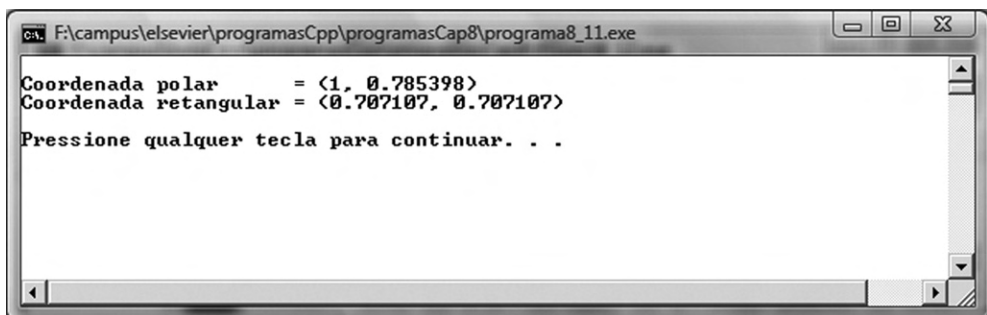 F:\campus\elsevier\programasCpp\programasCap8\programa8_11.exe
Coordenada polar       = (1, 0.785398)
Coordenada retangular = (0.707107, 0.707107)
Pressione qualquer tecla para continuar. . .